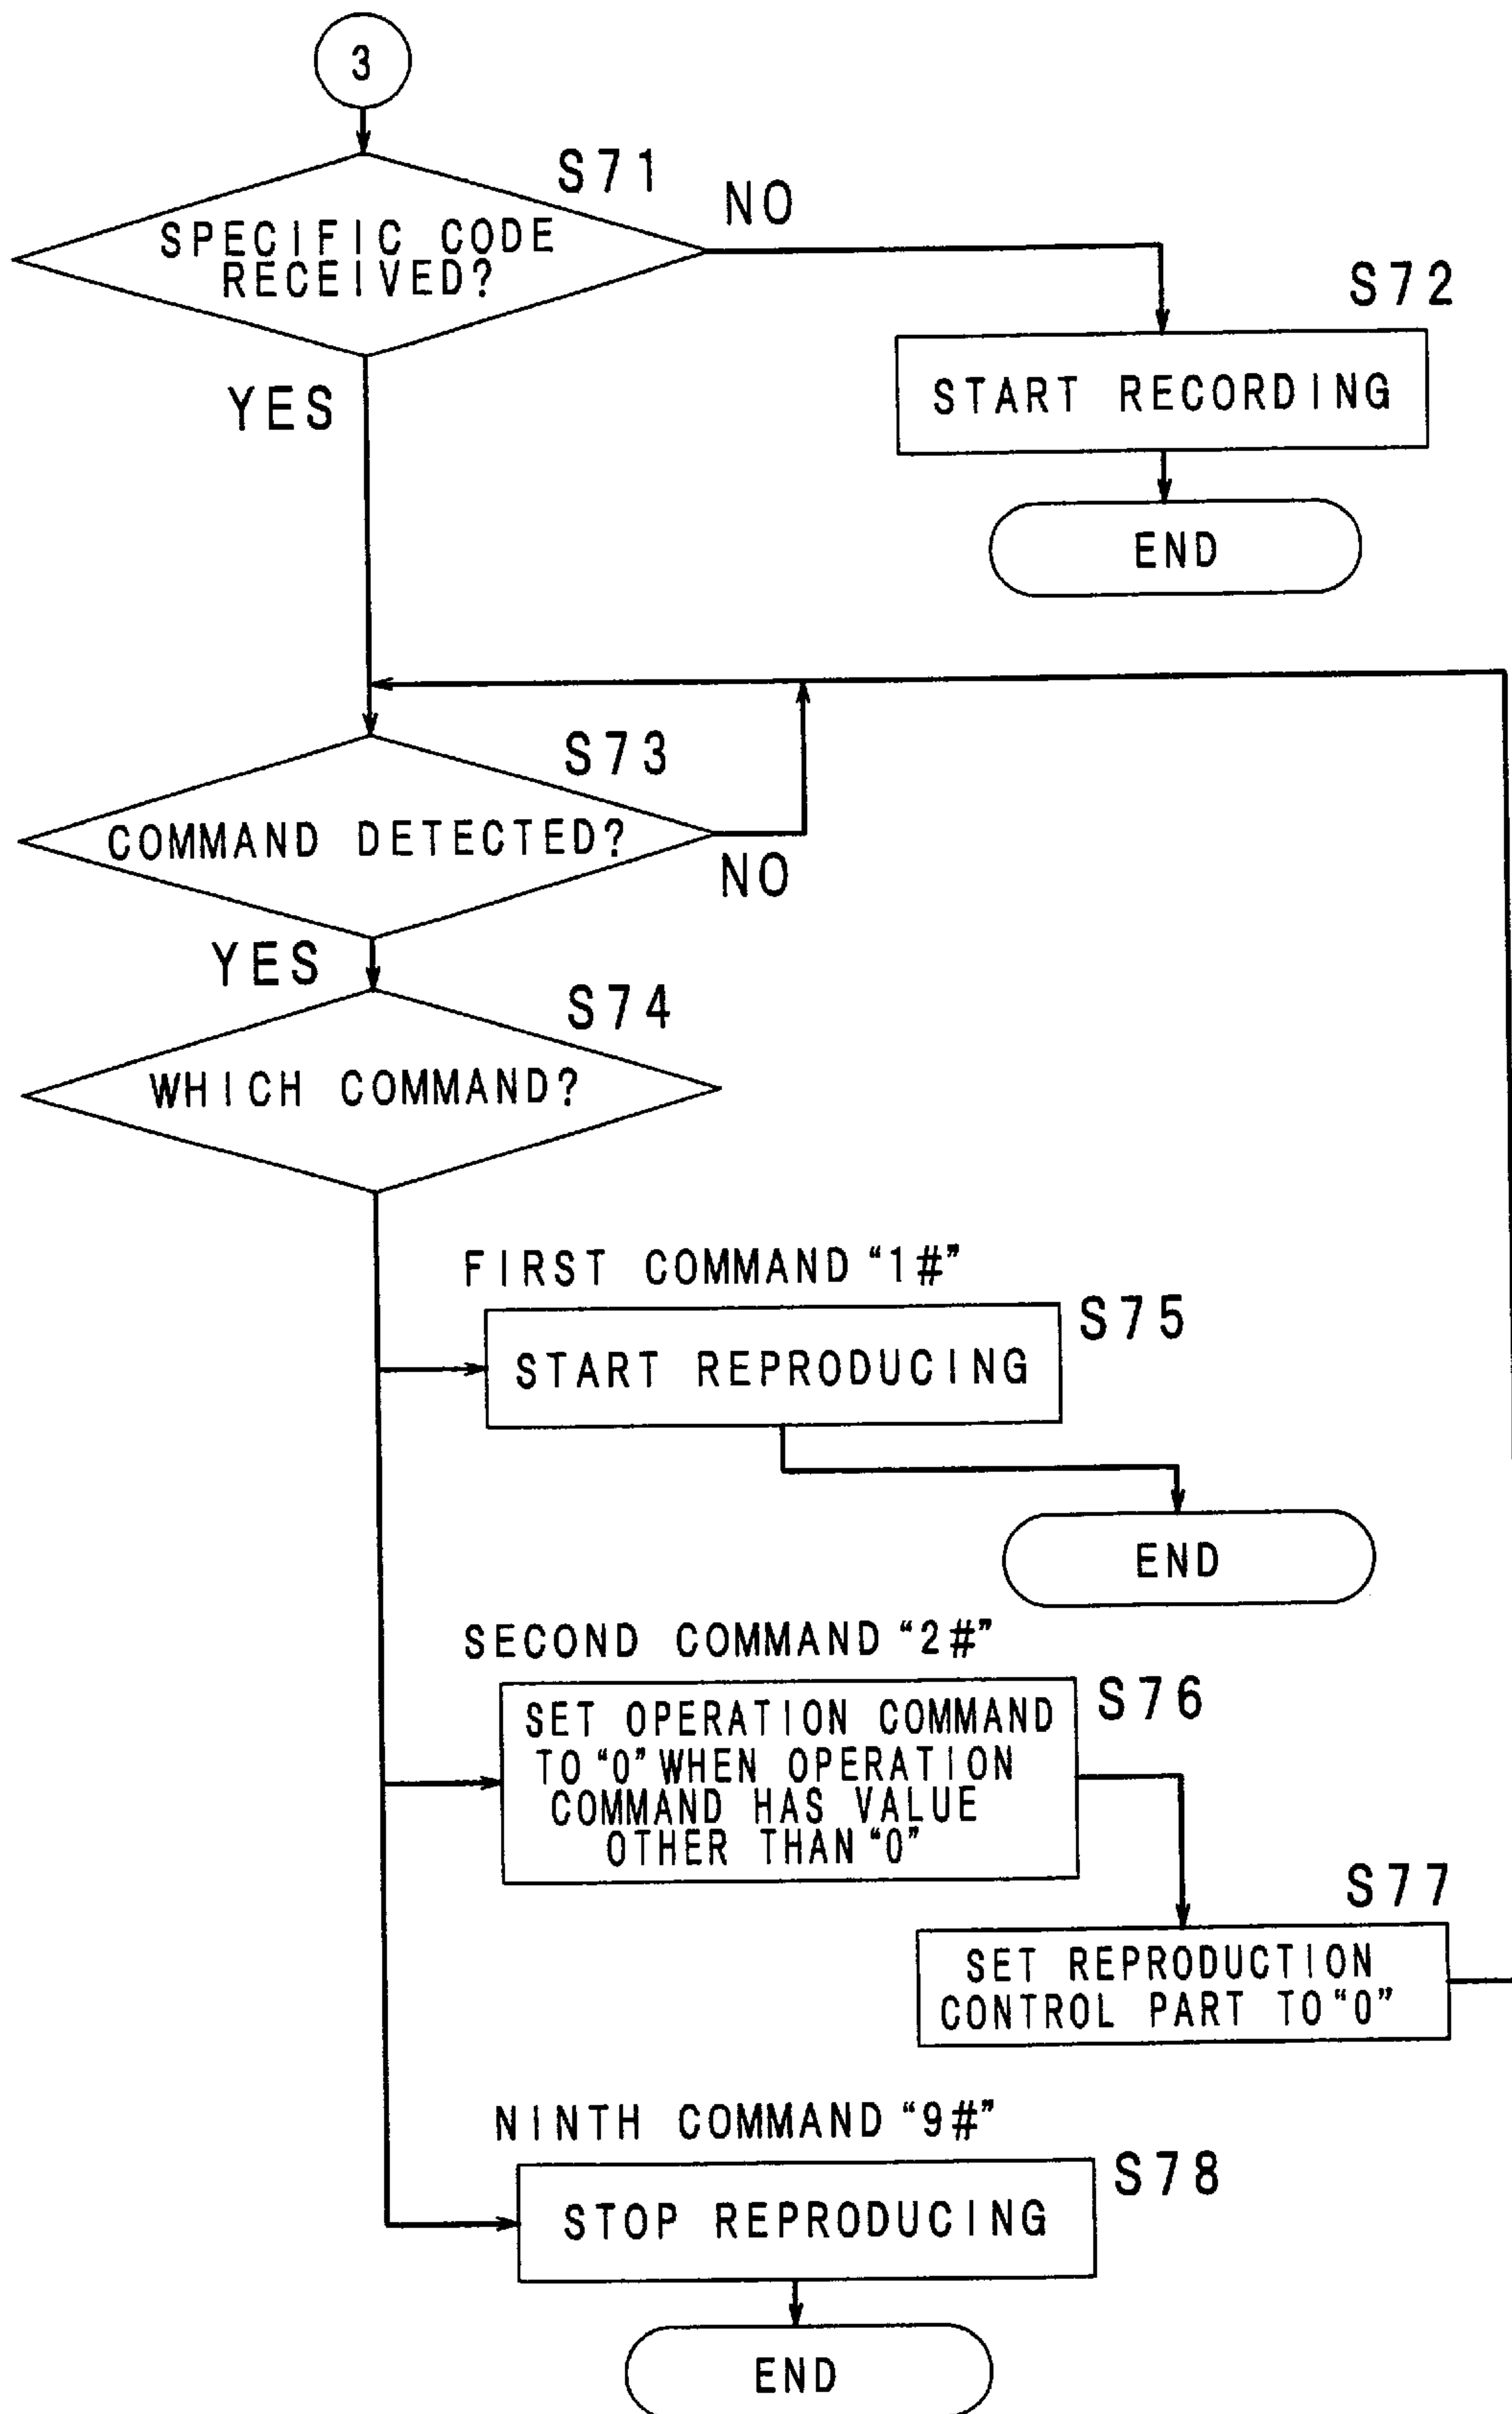 3
S71
NO
SPECIFIC CODE
RECEIVED?
S72
YES
START RECORDING
END
S73
COMMAND DETECTED?
NO
YES
S74
WHICH COMMAND?
FIRST COMMAND “1#”
S75
START REPRODUCING
END
SECOND COMMAND “2#”
S76
SET OPERATION COMMAND
TO “0” WHEN OPERATION
COMMAND HAS VALUE
OTHER THAN “0”
S77
SET REPRODUCTION
CONTROL PART TO “0”
NINTH COMMAND “9#”
S78
STOP REPRODUCING
END